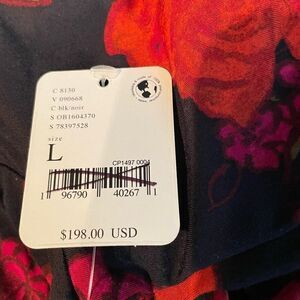 C 8130
V 090668
C blk/noir
S OB1604370
S 78397528
size
L
CP1497 0004
1 96790 40267 1
$198.00 USD